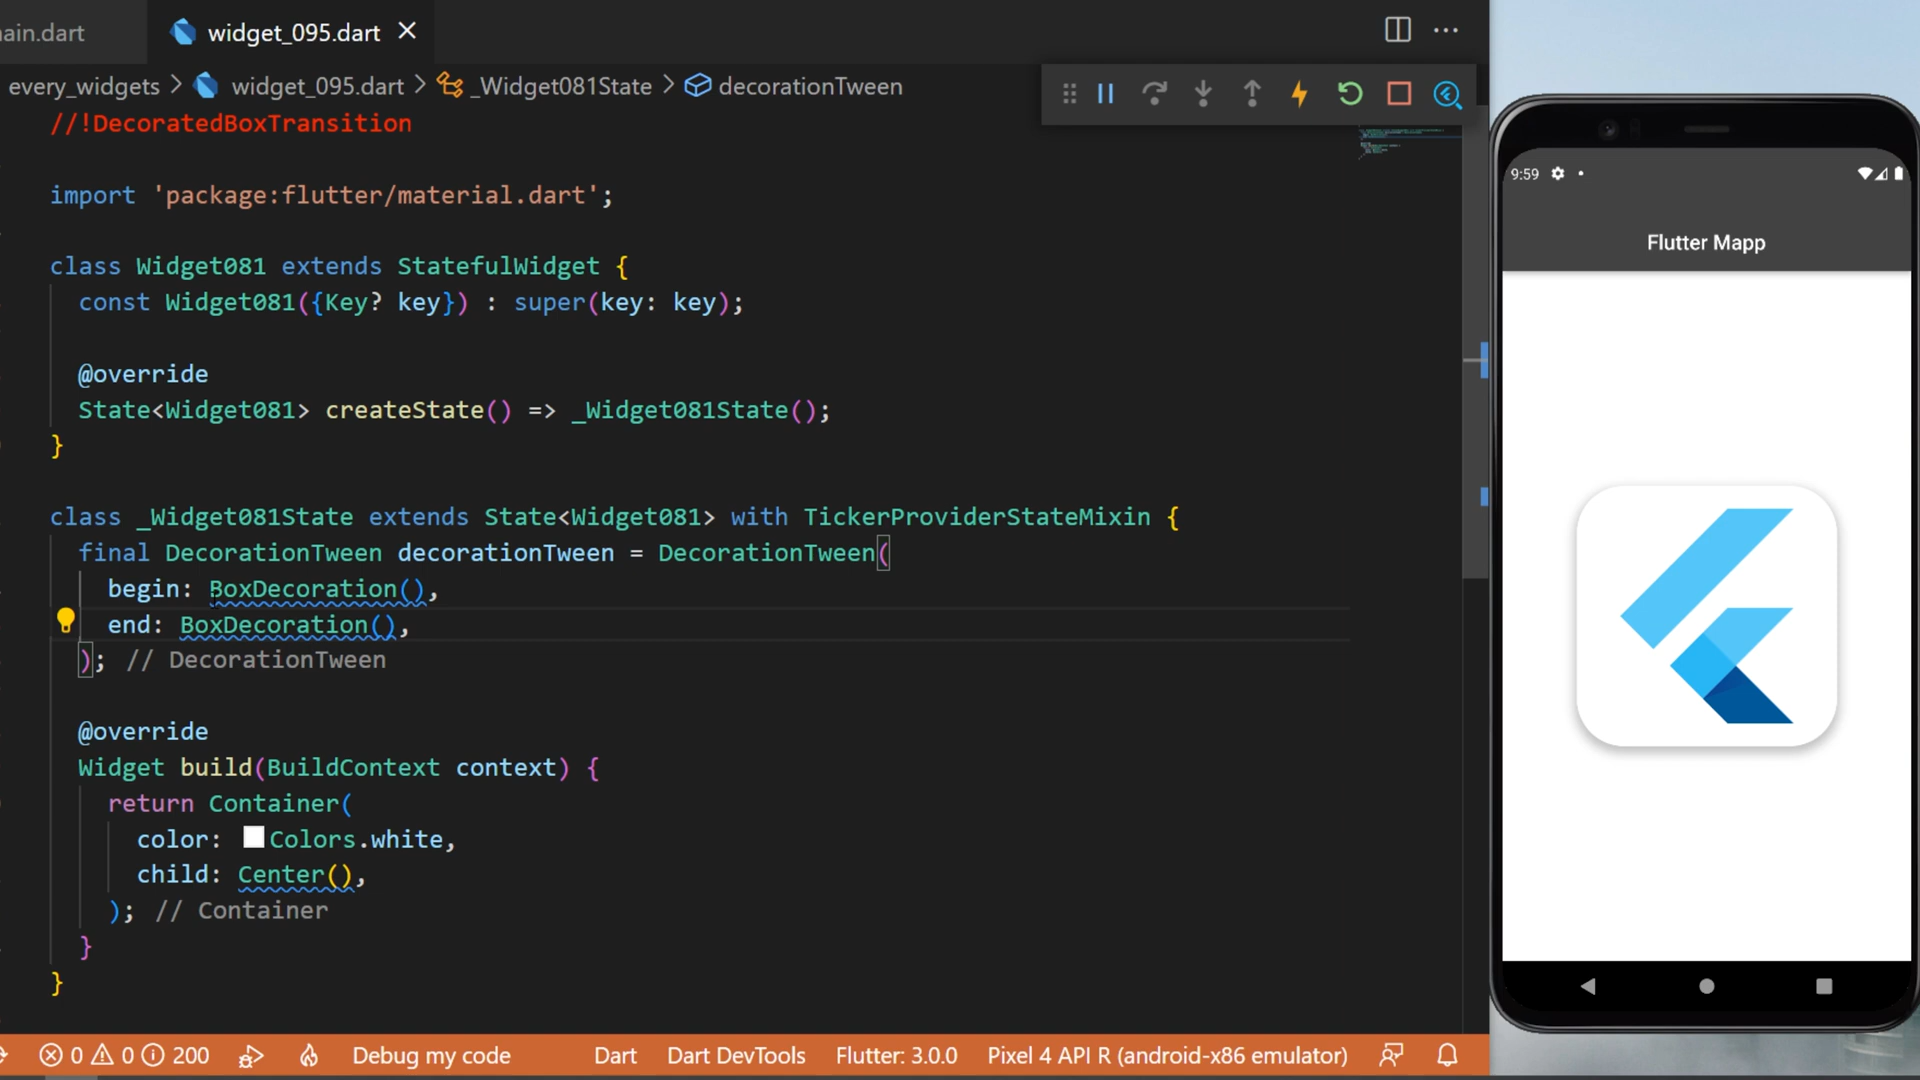 ain.dart
widget_095.dart
every_widgets > widget_095.dart > _Widget081State > decorationTween
//!DecoratedBoxTransition
import 'package:flutter/material.dart';
class Widget081 extends StatefulWidget {
const Widget081({Key? key}) : super(key: key);
@override
State<Widget081> createState() => _Widget081State();
}
class _Widget081State extends State<Widget081> with TickerProviderStateMixin {
final DecorationTween decorationTween = DecorationTween(
begin: BoxDecoration(),
end: BoxDecoration(),
); // DecorationTween
@override
Widget build(BuildContext context) {
return Container(
color: Colors.white,
child: Center(),
); // Container
}
}
0 0 200 Debug my code Dart Dart DevTools Flutter: 3.0.0 Pixel 4 API R (android-x86 emulator)
9:59
Flutter Mapp